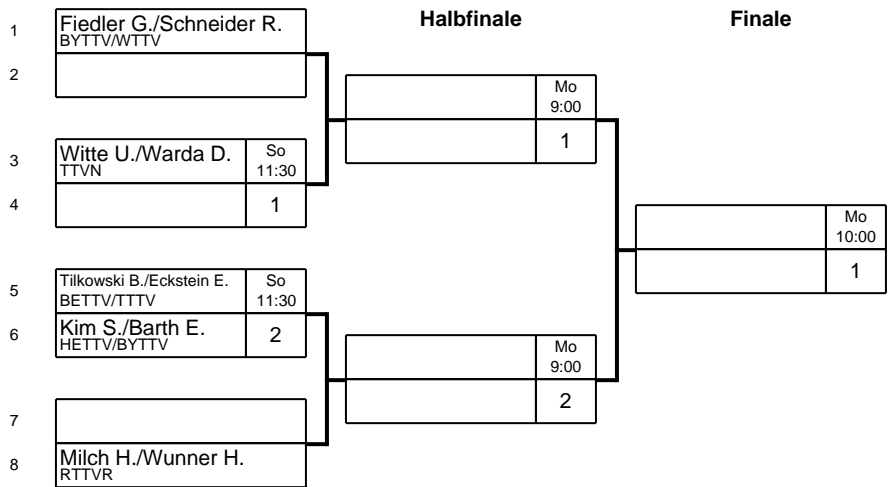 Halbfinale
Finale
1
Fiedler G./Schneider R.
BYTTV/WTTV
2
Mo
9:00
1
3
Witte U./Warda D.
TTVN
So
11:30
4
1
Mo
10:00
1
5
Tilkowski B./Eckstein E.
BETTV/TTTV
So
11:30
6
Kim S./Barth E.
HETTV/BYTTV
2
Mo
9:00
2
7
8
Milch H./Wunner H.
RTTVR